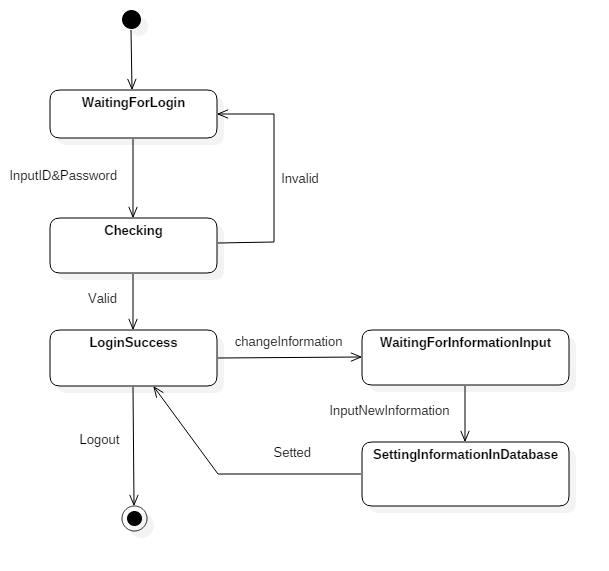 WaitingForLogin
InputID&Password
Invalid
Checking
Valid
LoginSuccess
changeInformation
WaitingForInformationInput
InputNewInformation
Logout
Setted
SettingInformationInDatabase